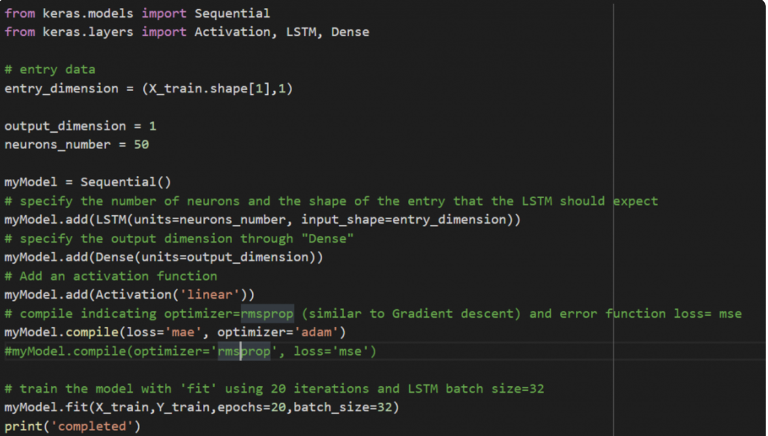 from keras.models import Sequential
from keras.layers import Activation, LSTM, Dense
# entry data
entry_dimension = (X_train.shape[1],1)
output_dimension = 1
neurons_number = 50
myModel = Sequential()
# specify the number of neurons and the shape of the entry that the LSTM should expect
myModel.add(LSTM(units=neurons_number, input_shape=entry_dimension))
# specify the output dimension through "Dense"
myModel.add(Dense(units=output_dimension))
# Add an activation function
myModel.add(Activation('linear'))
# compile indicating optimizer=rmsprop (similar to Gradient descent) and error function loss= mse
myModel.compile(loss='mae', optimizer='adam')
#myModel.compile(optimizer='rmsprop', loss='mse')
# train the model with 'fit' using 20 iterations and LSTM batch size=32
myModel.fit(X_train,Y_train,epochs=20,batch_size=32)
print('completed')